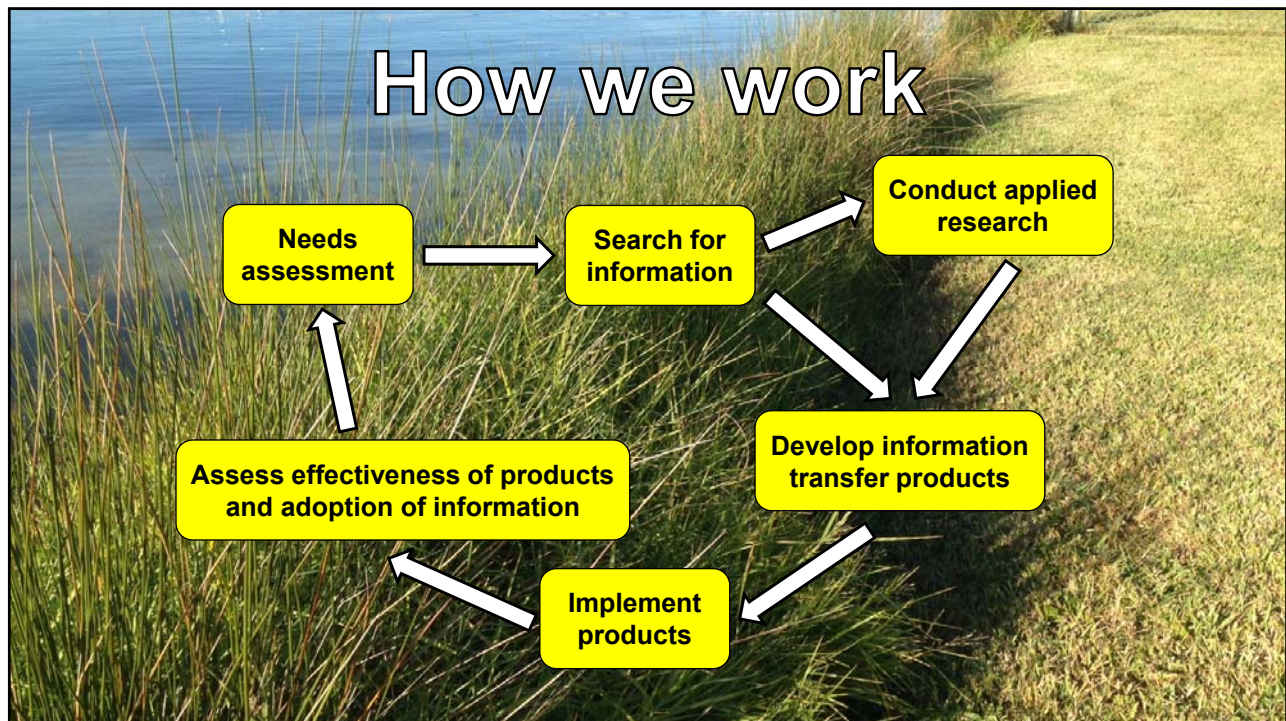 How we work
Needs
assessment
Search for
information
Conduct applied
research
Develop information
transfer products
Implement
products
Assess effectiveness of products
and adoption of information